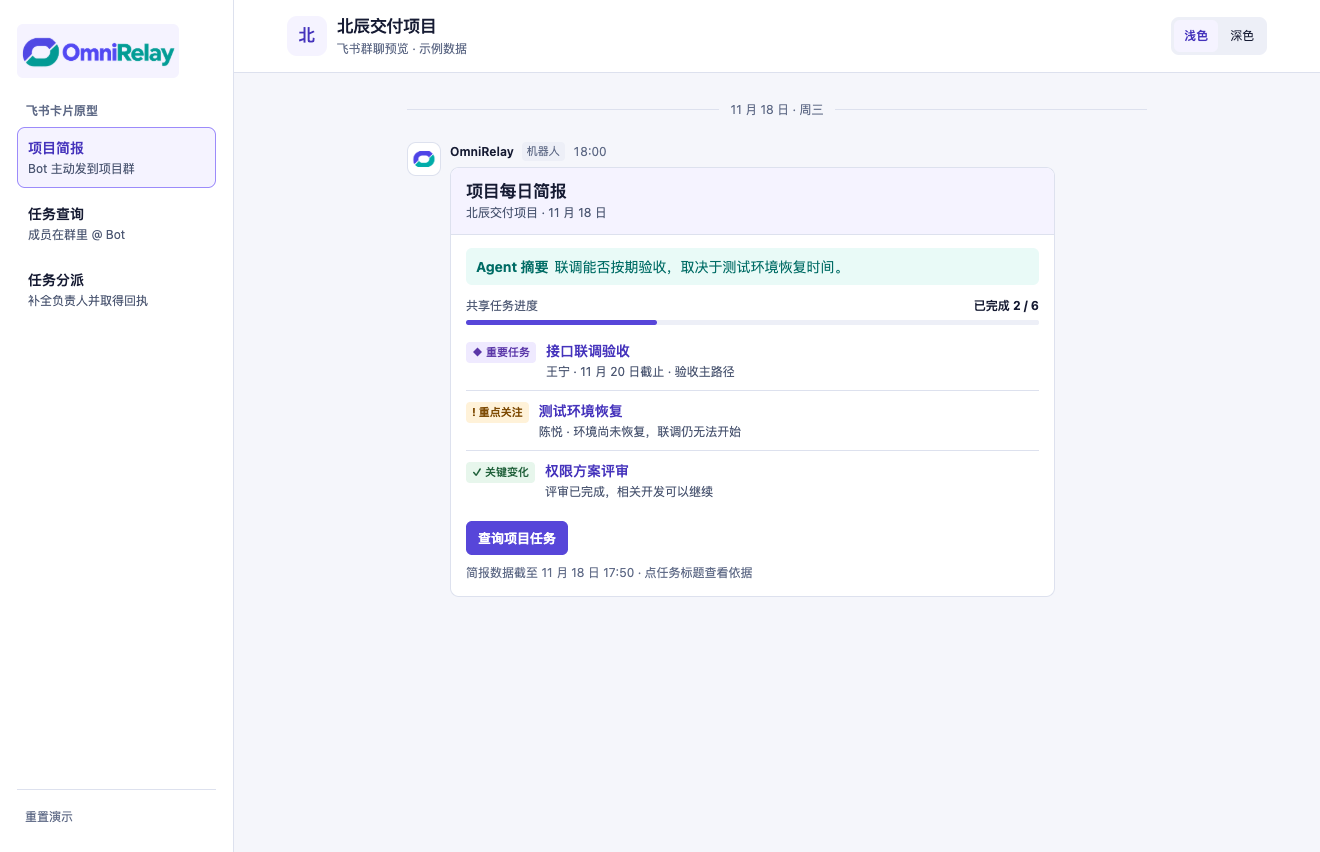 OmniRelay
飞书卡片原型
项目简报
Bot 主动发到项目群
任务查询
成员在群里 @ Bot
任务分派
补全负责人并取得回执
重置演示
北
北辰交付项目
飞书群聊预览 · 示例数据
浅色 深色
11 月 18 日 · 周三
OmniRelay 机器人 18:00
项目每日简报
北辰交付项目 · 11 月 18 日
Agent 摘要 联调能否按期验收，取决于测试环境恢复时间。
共享任务进度 已完成 2 / 6
◆ 重要任务 接口联调验收
王宁 · 11 月 20 日截止 · 验收主路径
! 重点关注 测试环境恢复
陈悦 · 环境尚未恢复，联调仍无法开始
✓ 关键变化 权限方案评审
评审已完成，相关开发可以继续
查询项目任务
简报数据截至 11 月 18 日 17:50 · 点任务标题查看依据